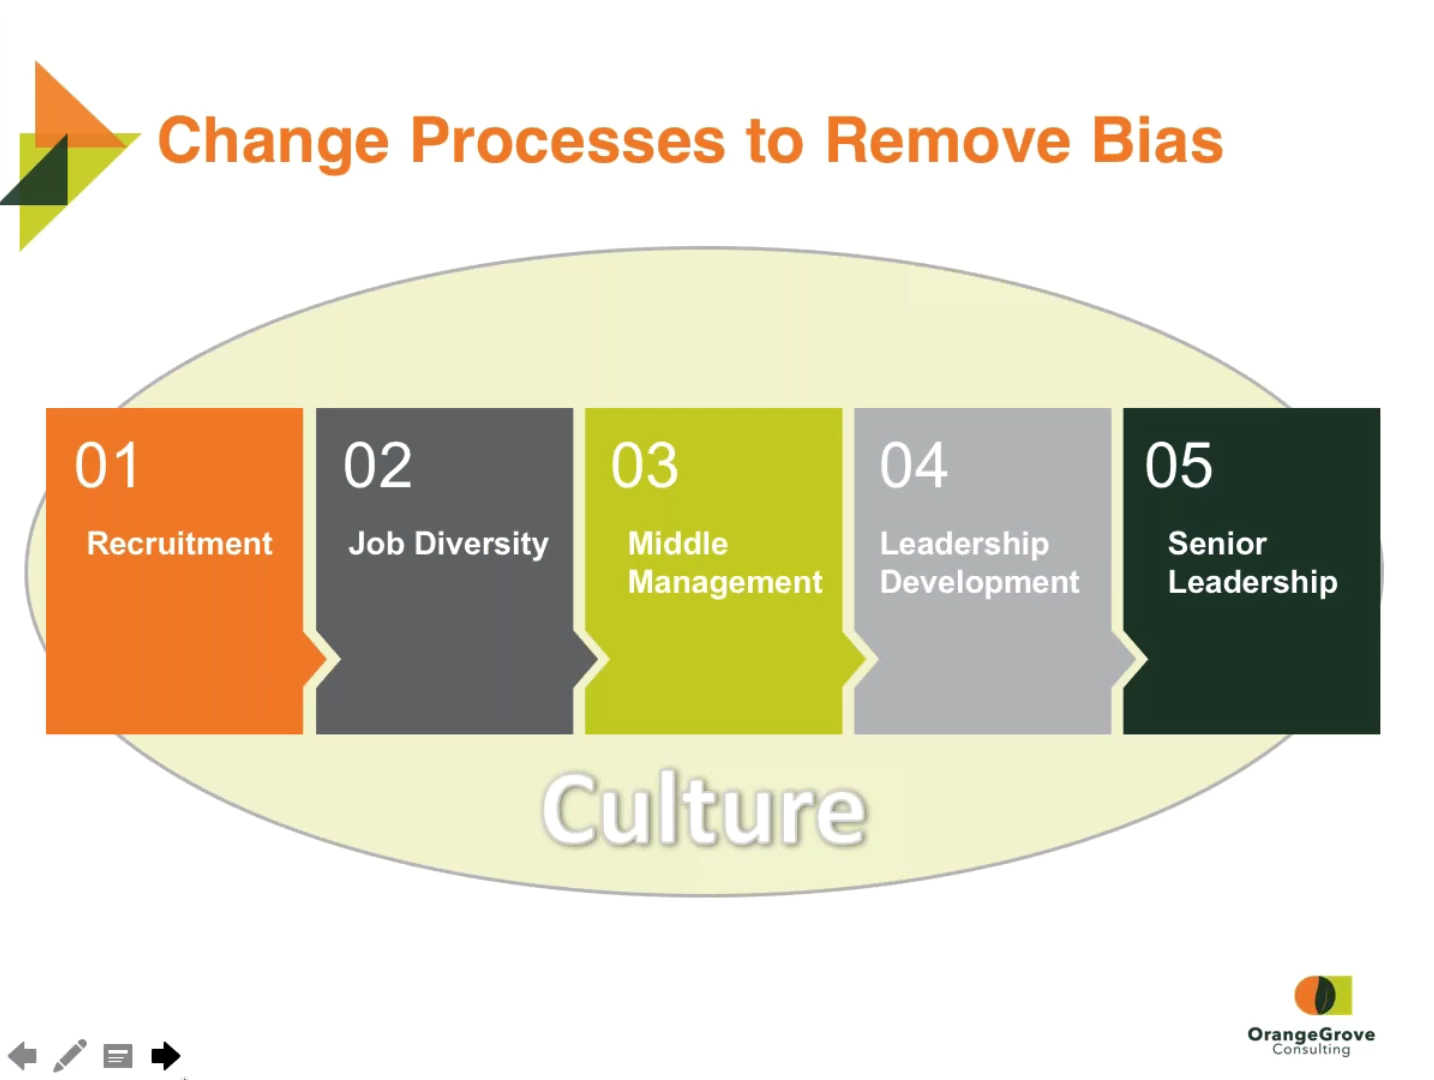 Change Processes to Remove Bias
01
Recruitment
02
Job Diversity
03
Middle
Management
04
Leadership
Development
05
Senior
Leadership
Culture
OrangeGrove
Consulting